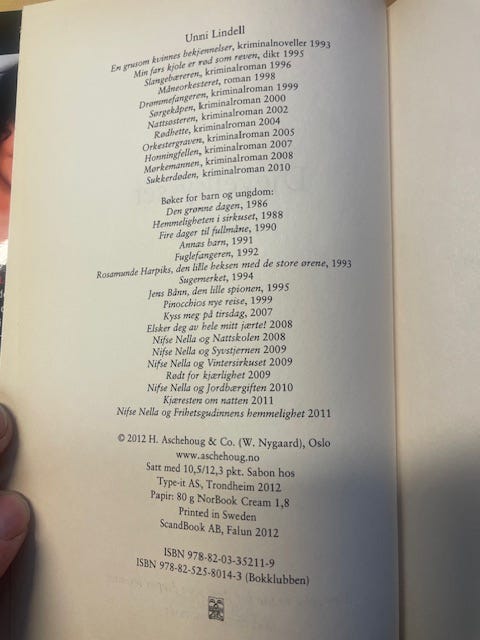 Unni Lindell
En grusom kvinnes bekjennelser, kriminalnoveller 1993
Min fars kjole er rød som reven, dikt 1995
Slangebæreren, kriminalroman 1996
Måneorkesteret, roman 1998
Drømmefangeren, kriminalroman 1999
Sørgekåpen, kriminalroman 2000
Nattsøsteren, kriminalroman 2002
Rødhette, kriminalroman 2004
Orkestergraven, kriminalroman 2005
Honningfellen, kriminalroman 2007
Mørkemannen, kriminalroman 2008
Sukkerdøden, kriminalroman 2010
Bøker for barn og ungdom:
Den grønne dagen, 1986
Hemmeligheten i sirkuset, 1988
Fire dager til fullmåne, 1990
Annas barn, 1991
Fuglefangeren, 1992
Rosamunde Harpiks, den lille heksen med de store ørene, 1993
Sugemerket, 1994
Jens Bånn, den lille spionen, 1995
Pinocchios nye reise, 1999
Kyss meg på tirsdag, 2007
Elsker deg av hele mitt jærte! 2008
Nifse Nella og Nattskolen 2008
Nifse Nella og Syvstjernen 2009
Nifse Nella og Vintersirkuset 2009
Rødt for kjærlighet 2009
Nifse Nella og Jordbærgiften 2010
Kjæresten om natten 2011
Nifse Nella og Frihetsgudinnens hemmelighet 2011
© 2012 H. Aschehoug & Co. (W. Nygaard), Oslo
www.aschehoug.no
Satt med 10,5/12,3 pkt. Sabon hos
Type-it AS, Trondheim 2012
Papir: 80 g NorBook Cream 1,8
Printed in Sweden
ScandBook AB, Falun 2012
ISBN 978-82-03-35211-9
ISBN 978-82-525-8014-3 (Bokklubben)